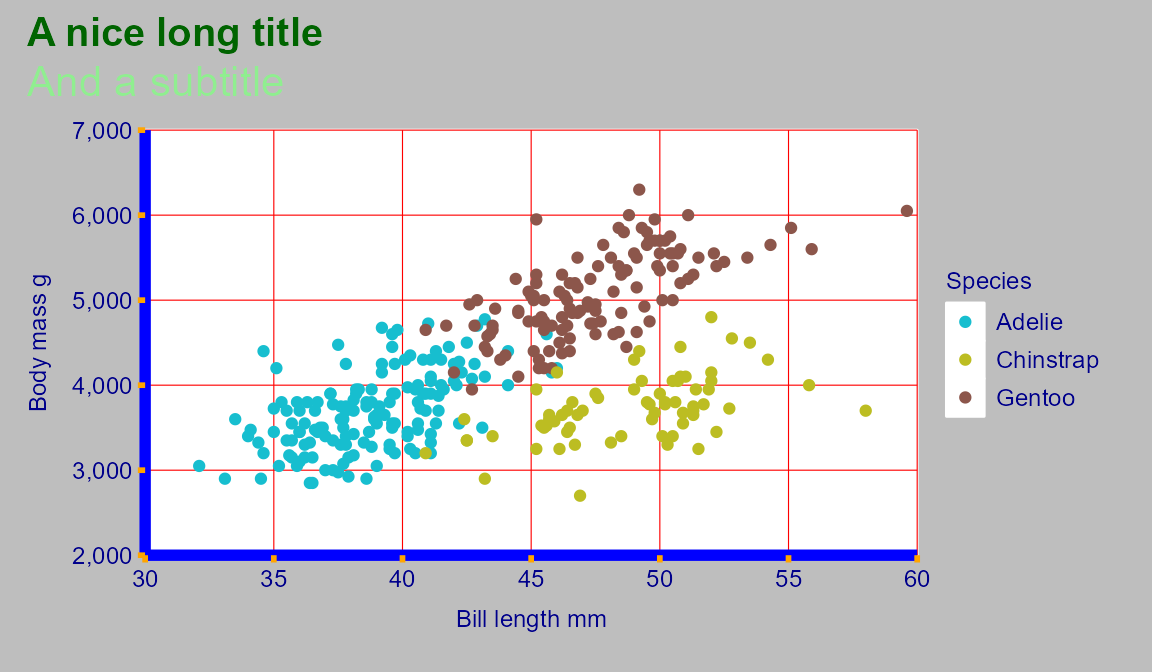 A nice long title
And a subtitle
7,000
6,000
5,000
4,000
3,000
2,000
Body mass g
30 35 40 45 50 55 60
Bill length mm
Species
Adelie
Chinstrap
Gentoo